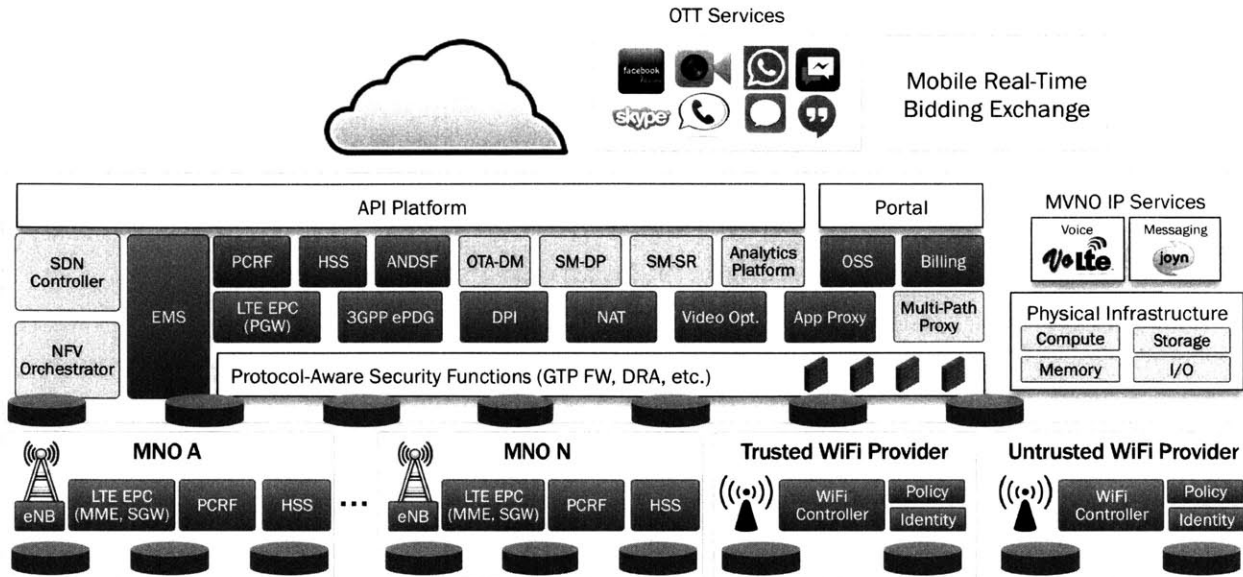 OTT Services
facebook
skype
Mobile Real-Time
Bidding Exchange
API Platform
Portal
MVNO IP Services
Voice
VoLte
Messaging
joyn
SDN
Controller
NFV
Orchestrator
EMS
PCRF
HSS
ANDSF
OTA-DM
SM-DP
SM-SR
Analytics
Platform
OSS
Billing
LTE EPC
(PGW)
3GPP ePDG
DPI
NAT
Video Opt.
App Proxy
Multi-Path
Proxy
Protocol-Aware Security Functions (GTP FW, DRA, etc.)
Physical Infrastructure
Compute
Storage
Memory
I/O
MNO A
eNB
LTE EPC
(MME, SGW)
PCRF
HSS
...
MNO N
eNB
LTE EPC
(MME, SGW)
PCRF
HSS
Trusted WiFi Provider
WiFi
Controller
Policy
Identity
Untrusted WiFi Provider
WiFi
Controller
Policy
Identity